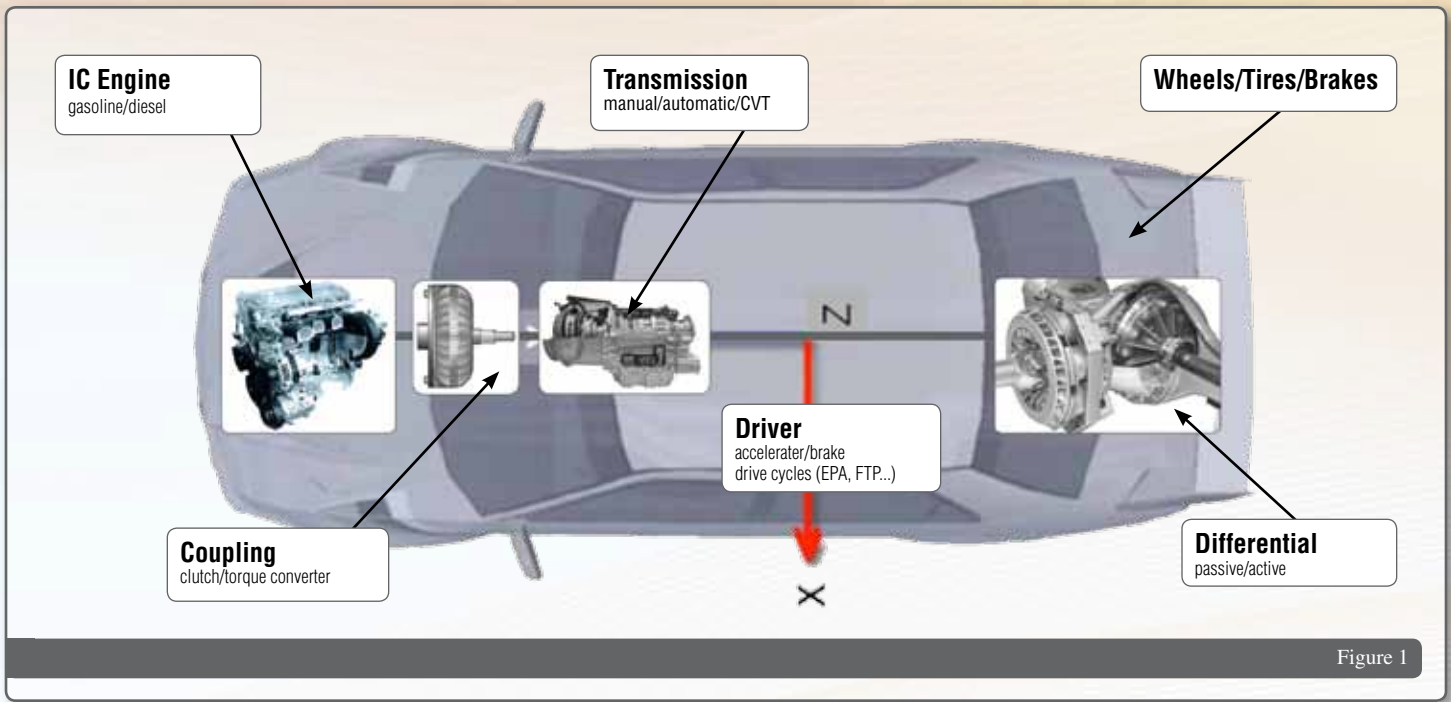 IC Engine
gasoline/diesel
Transmission
manual/automatic/CVT
Wheels/Tires/Brakes
Z
Driver
accelerater/brake
drive cycles (EPA, FTP...)
X
Coupling
clutch/torque converter
Differential
passive/active
Figure 1